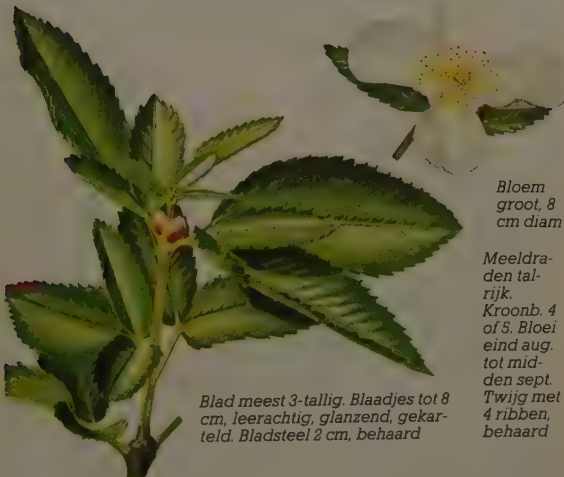 Bloem
groot, 8
cm diam
Meeldra-
den tal-
rijk.
Kroonb. 4
of 5. Bloei
eind aug.
tot mid-
den sept.
Twijg met
4 ribben,
behaard
Blad meest 3-tallig. Blaadjes tot 8
cm, leerachtig, glanzend, gekar-
teld. Bladsteel 2 cm, behaard